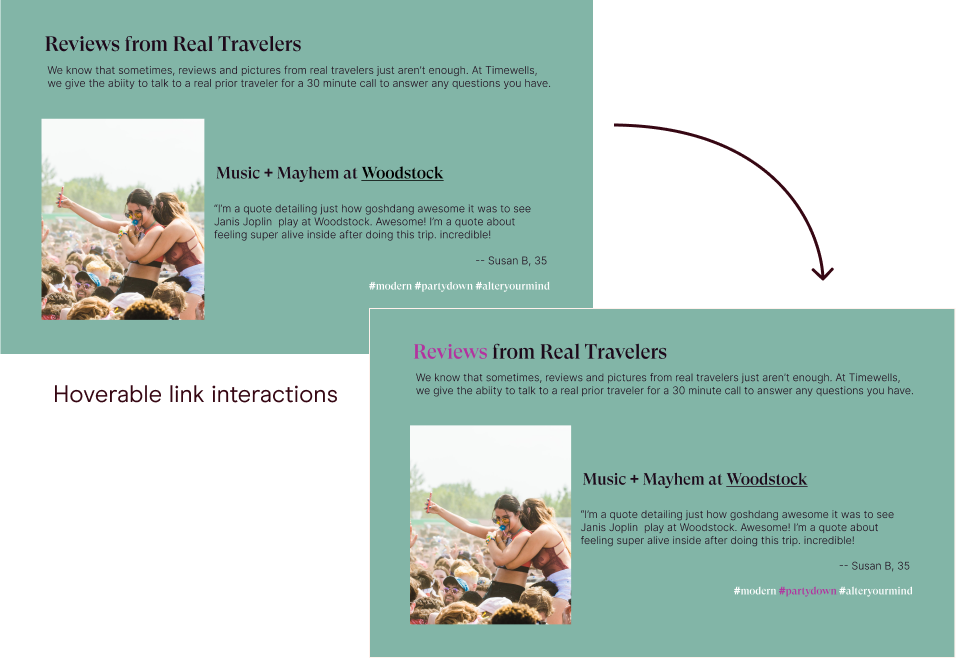 Reviews from Real Travelers
We know that sometimes, reviews and pictures from real travelers just aren't enough. At Timewells,
we give the abiity to talk to a real prior traveler for a 30 minute call to answer any questions you have.
Music + Mayhem at Woodstock
"I'm a quote detailing just how goshdang awesome it was to see
Janis Joplin  play at Woodstock. Awesome! I'm a quote about
feeling super alive inside after doing this trip. incredible!
-- Susan B, 35
#modern #partydown #alteryourmind
Hoverable link interactions
Reviews from Real Travelers
We know that sometimes, reviews and pictures from real travelers just aren't enough. At Timewells,
we give the abiity to talk to a real prior traveler for a 30 minute call to answer any questions you have.
Music + Mayhem at Woodstock
"I'm a quote detailing just how goshdang awesome it was to see
Janis Joplin  play at Woodstock. Awesome! I'm a quote about
feeling super alive inside after doing this trip. incredible!
-- Susan B, 35
#modern #partydown #alteryourmind